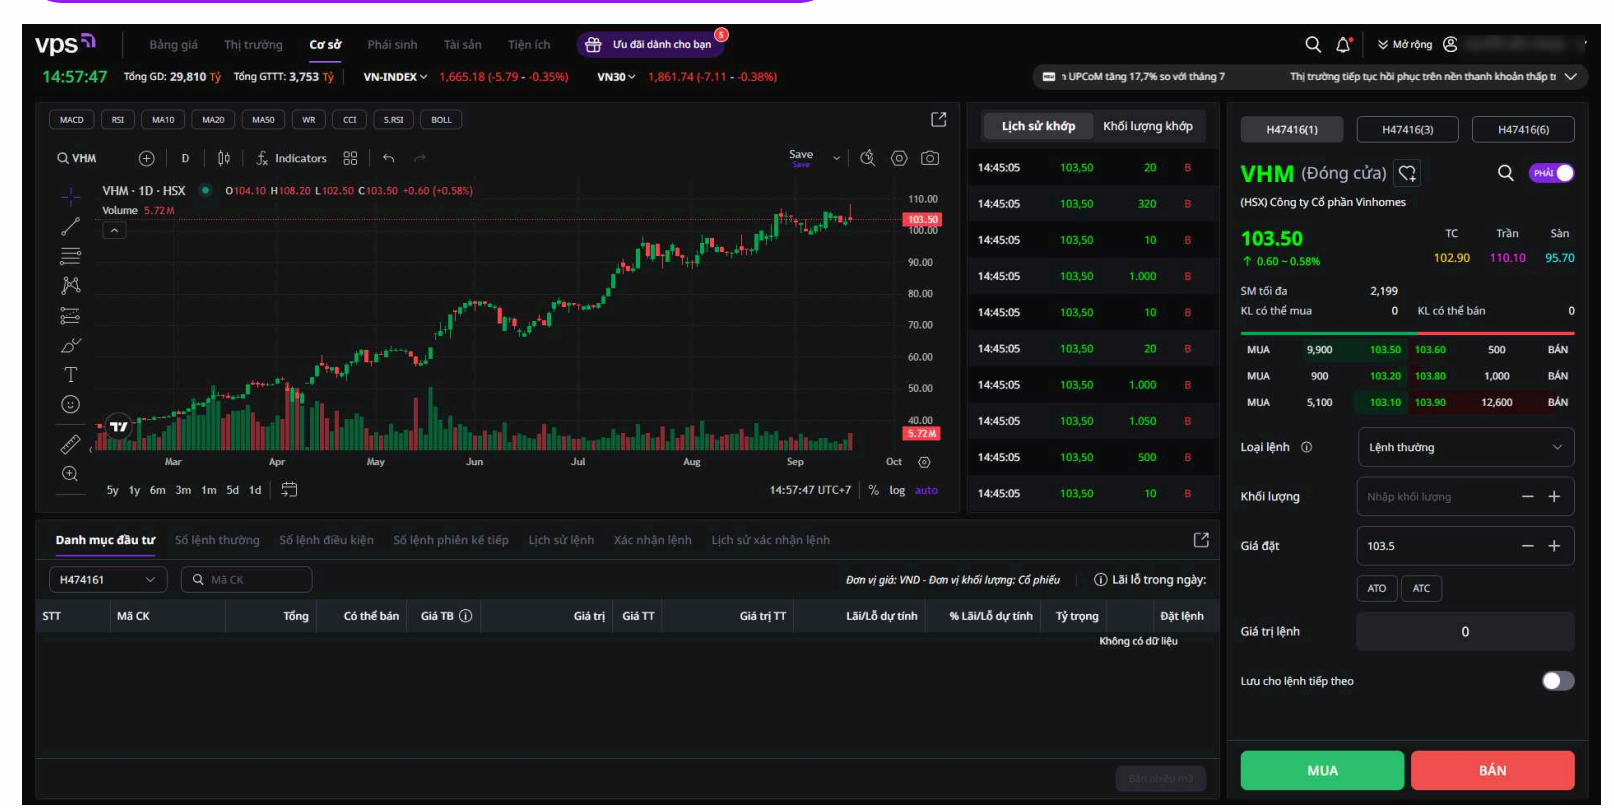 vps
Bảng giá
Thị trường
Cơ sở
Phái sinh
Tài sản
Tiện ích
Ưu đãi dành cho bạn
5
Mở rộng
14:57:47
Tổng GD: 29,810 Tỷ
Tổng GTTT: 3,753 Tỷ
VN-INDEX
1,665.18 (-5.79 - -0.35%)
VN30
1,861.74 (-7.11 - -0.38%)
UPCoM tăng 17,7% so với tháng 7
Thị trường tiếp tục hồi phục trên nền thanh khoản thấp
MACD
RSI
MA10
MA20
MA50
WR
CCI
S.RSI
BOLL
VHM
D
Indicators
Save
Save
VHM · 1D · HSX
O104.10 H108.20 L102.50 C103.50 +0.60 (+0.58%)
Volume 5.72M
110.00
103.50
100.00
90.00
80.00
70.00
60.00
50.00
40.00
5.72M
Mar
Apr
May
Jun
Jul
Aug
Sep
Oct
5y 1y 6m 3m 1m 5d 1d
14:57:47 UTC+7
% log auto
Lịch sử khớp
Khối lượng khớp
14:45:05 103,50 20 B
14:45:05 103,50 320 B
14:45:05 103,50 10 B
14:45:05 103,50 1.000 B
14:45:05 103,50 10 B
14:45:05 103,50 20 B
14:45:05 103,50 1.000 B
14:45:05 103,50 1.050 B
14:45:05 103,50 500 B
14:45:05 103,50 10 B
H47416(1)
H47416(3)
H47416(6)
VHM (Đóng cửa)
PHẢI
(HSX) Công ty Cổ phần Vinhomes
103.50
TC
Trần
Sàn
0.60 ~ 0.58%
102.90
110.10
95.70
SM tối đa 2,199
KL có thể mua 0
KL có thể bán 0
MUA 9,900 103.50 103.60 500 BÁN
MUA 900 103.20 103.80 1,000 BÁN
MUA 5,100 103.10 103.90 12,600 BÁN
Loại lệnh
Lệnh thường
Khối lượng
Nhập khối lượng
Giá đặt
103.5
ATO
ATC
Giá trị lệnh
0
Lưu cho lệnh tiếp theo
MUA
BÁN
Danh mục đầu tư
Sổ lệnh thường
Sổ lệnh điều kiện
Sổ lệnh phiên kế tiếp
Lịch sử lệnh
Xác nhận lệnh
Lịch sử xác nhận lệnh
H474161
Mã CK
Đơn vị giá: VND - Đơn vị khối lượng: Cổ phiếu
Lãi lỗ trong ngày:
STT
Mã CK
Tổng
Có thể bán
Giá TB
Giá trị
Giá TT
Giá trị TT
Lãi/Lỗ dự tính
% Lãi/Lỗ dự tính
Tỷ trọng
Đặt lệnh
Không có dữ liệu
Bán nhiều mã